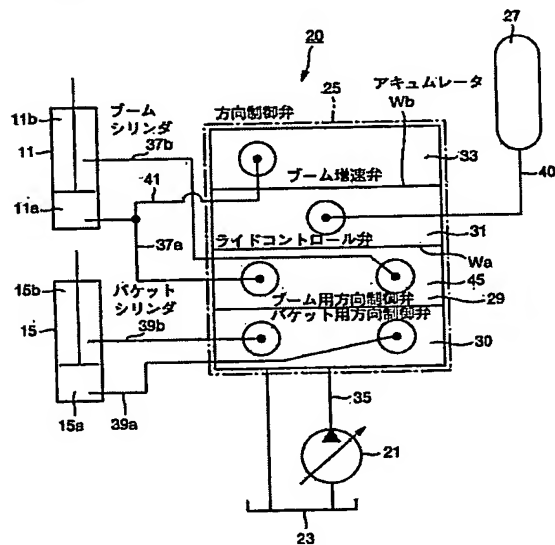 20
27
25
アキュムレータ
方向制御弁
Wb
11b
ブーム
シリンダ
11
37b
33
40
ブーム増速弁
41
11a
31
ライドコントロール弁
37a
Wa
15b
バケット
シリンダ
45
ブーム用方向制御弁
29
バケット用方向制御弁
15
39b
30
15a
39a
35
21
23